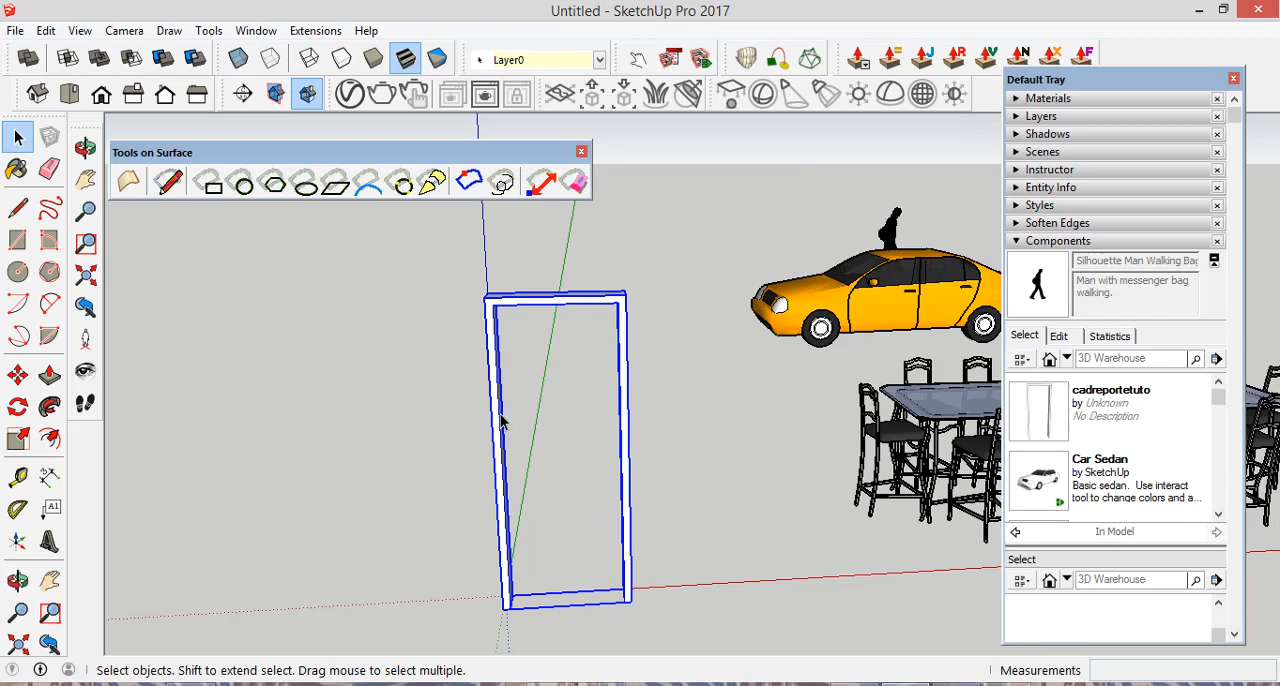 Untitled - SketchUp Pro 2017
File Edit View Camera Draw Tools Window Extensions Help
Layer0
J R V N X F
Default Tray
Materials
Layers
Shadows
Scenes
Instructor
Entity Info
Styles
Soften Edges
Components
Silhouette Man Walking Bag
Man with messenger bag
walking.
Select Edit Statistics
3D Warehouse
cadreportetuto
by Unknown
No Description
Car Sedan
by SketchUp
Basic sedan. Use interact
tool to change colors and a...
In Model
Select
3D Warehouse
Tools on Surface
A1
Select objects. Shift to extend select. Drag mouse to select multiple.
Measurements